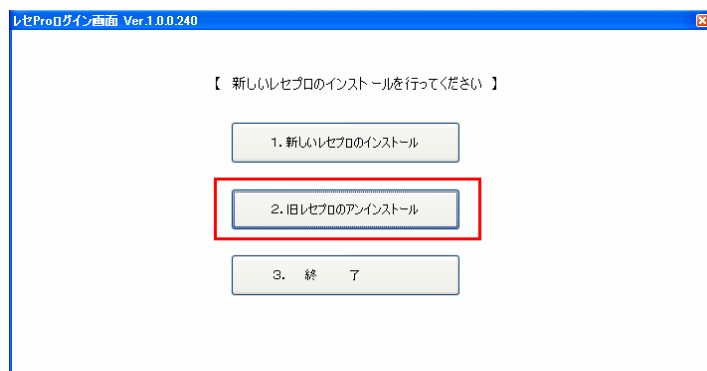 レセProログイン画面 Ver.1.0.0.240
【 新しいレセプロのインストールを行ってください 】
1.新しいレセプロのインストール
2.旧レセプロのアンインストール
3. 終 了